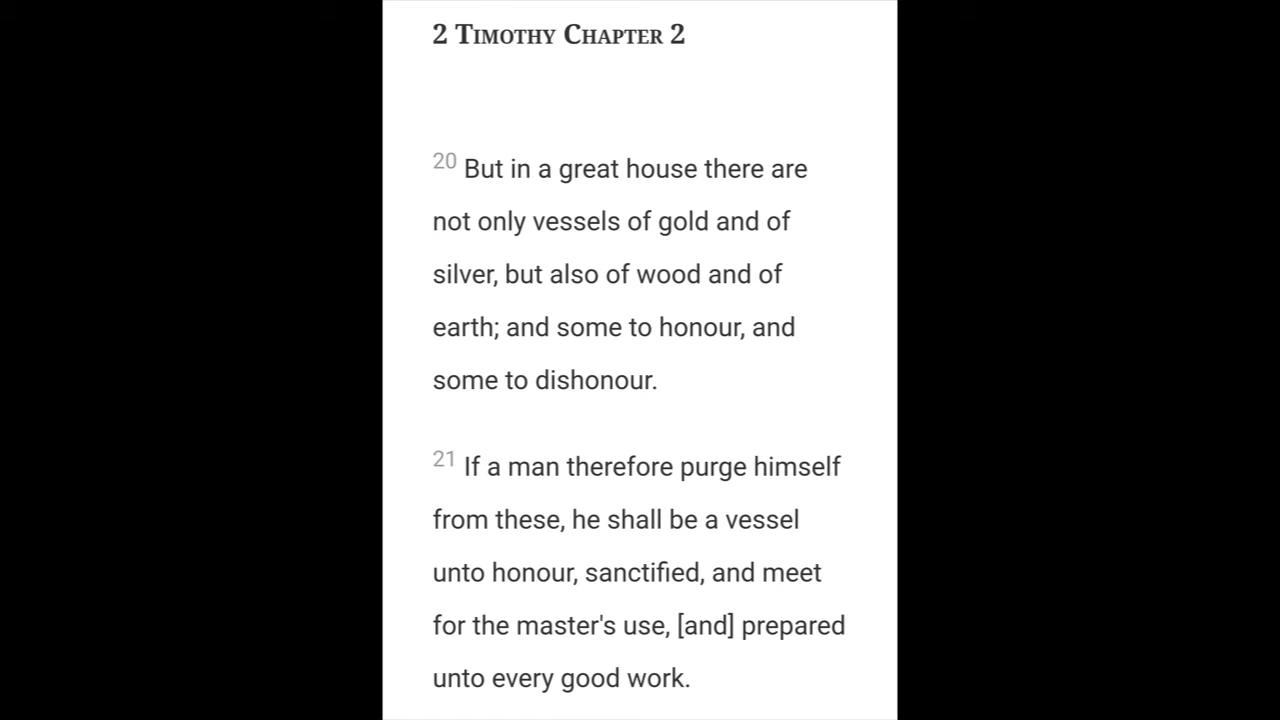 2 Timothy Chapter 2
20 But in a great house there are
not only vessels of gold and of
silver, but also of wood and of
earth; and some to honour, and
some to dishonour.
21 If a man therefore purge himself
from these, he shall be a vessel
unto honour, sanctified, and meet
for the master's use, [and] prepared
unto every good work.